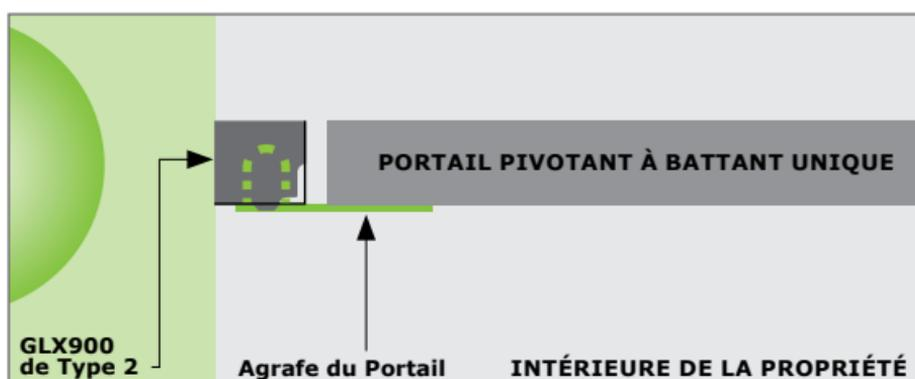 PORTAIL PIVOTANT À BATTANT UNIQUE
GLX900
de Type 2
Agrafe du Portail
INTÉRIEURE DE LA PROPRIÉTÉ